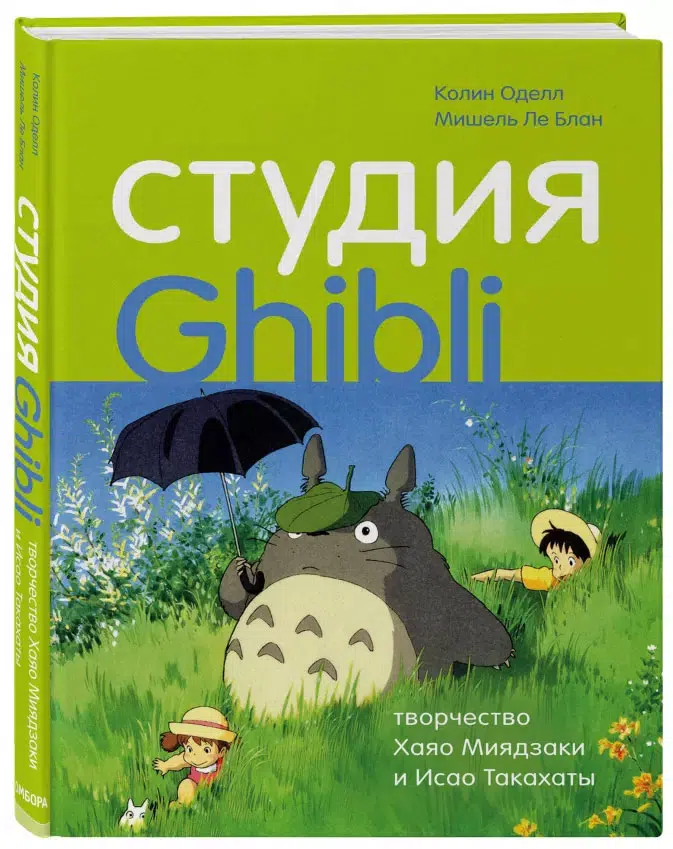 Колин Оделл
Мишель Ле Блан
студия
Ghibli
творчество
Хаяо Миядзаки
и Исао Такахаты
Колин Оделл
Мишель Ле Блан
студия Ghibli
творчество Хаяо Миядзаки
и Исао Такахаты